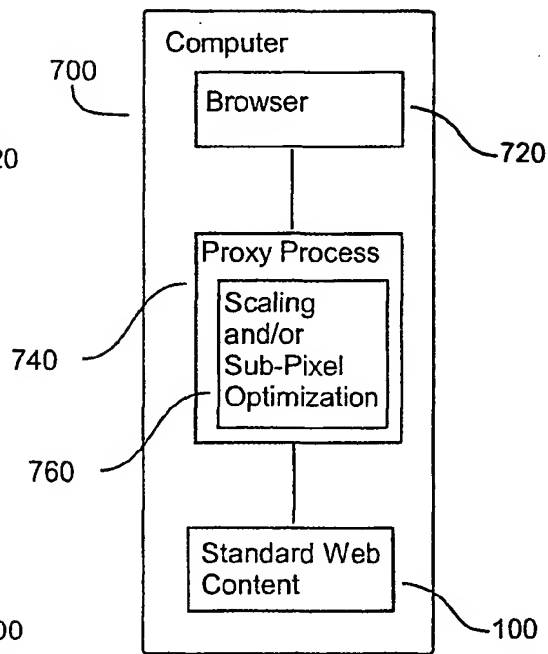 Computer
700
Browser
20
720
Proxy Process
Scaling
and/or
Sub-Pixel
Optimization
740
760
Standard Web
Content
00
100